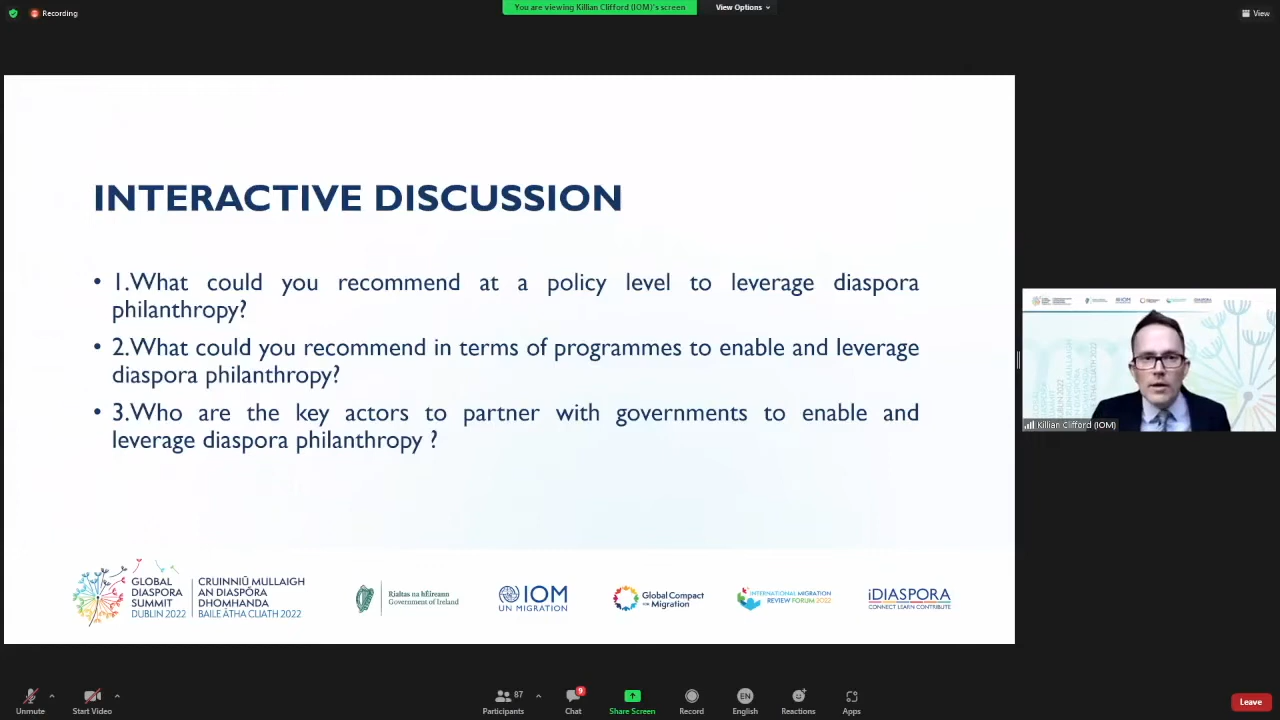 Recording
You are viewing Killian Clifford (IOM)'s screen
View Options
View
INTERACTIVE DISCUSSION
• 1.What could you recommend at a policy level to leverage diaspora
philanthropy?
• 2.What could you recommend in terms of programmes to enable and leverage
diaspora philanthropy?
• 3.Who are the key actors to partner with governments to enable and
leverage diaspora philanthropy ?
Killian Clifford (IOM)
GLOBAL
DIASPORA
SUMMIT
DUBLIN 2022
CRUINNIÚ MULLAIGH
AN DIASPÓRA
DHOMHANDA
BAILE ÁTHA CLIATH 2022
Rialtas na hÉireann
Government of Ireland
IOM
UN MIGRATION
Global Compact
for Migration
INTERNATIONAL MIGRATION
REVIEW FORUM 2022
iDIASPORA
CONNECT LEARN CONTRIBUTE
Unmute
Start Video
87
Participants
9
Chat
Share Screen
Record
EN
English
Reactions
Apps
Leave